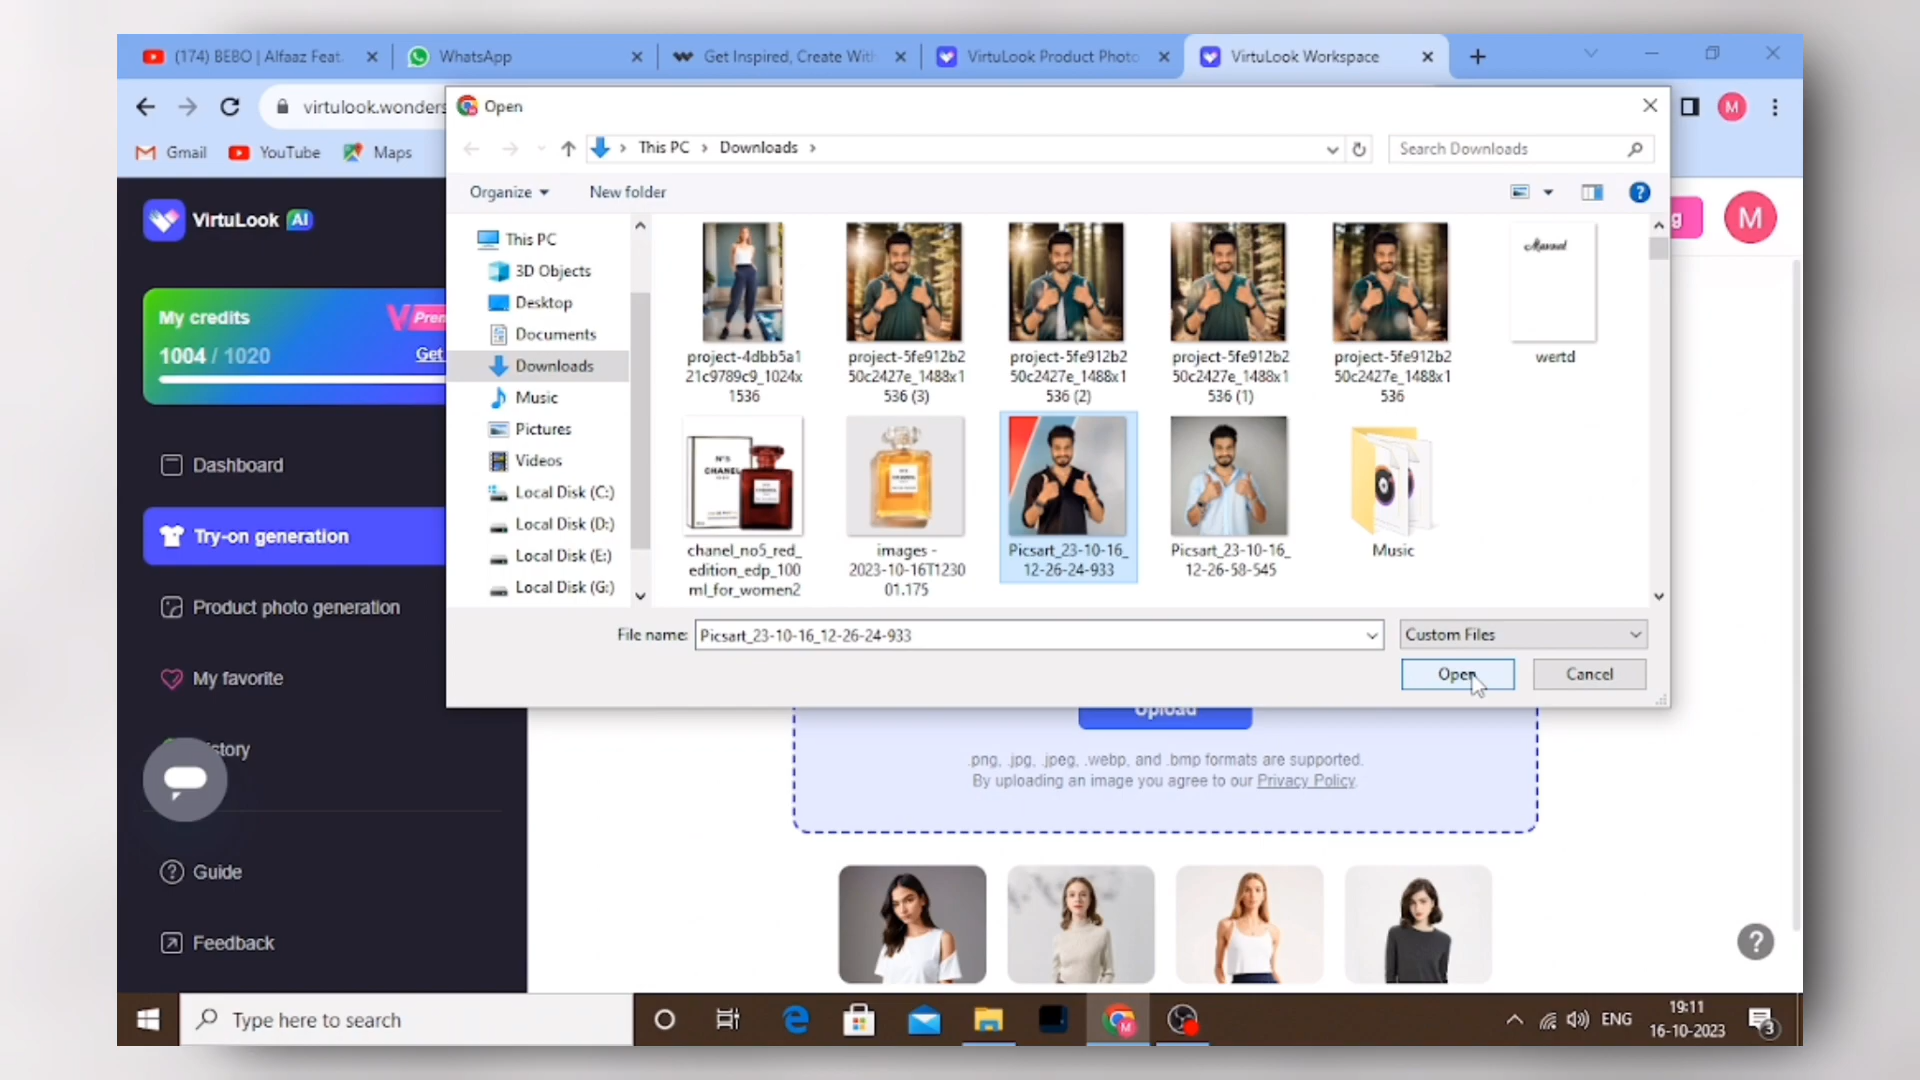 (174) BEBO | Alfaaz Feat.
WhatsApp
Get Inspired, Create With
VirtuLook Product Photo
VirtuLook Workspace
virtulook.wonders
Open
M
Gmail
YouTube
Maps
This PC
Downloads
Search Downloads
Organize
New folder
VirtuLook AI
g
M
My credits
Prem
1004 / 1020
Get
Dashboard
Try-on generation
Product photo generation
My favorite
istory
Guide
Feedback
This PC
3D Objects
Desktop
Documents
Downloads
Music
Pictures
Videos
Local Disk (C:)
Local Disk (D:)
Local Disk (E:)
Local Disk (G:)
project-4dbb5a1
21c9789c9_1024x
1536
project-5fe912b2
50c2427e_1488x1
536 (3)
project-5fe912b2
50c2427e_1488x1
536 (2)
project-5fe912b2
50c2427e_1488x1
536 (1)
project-5fe912b2
50c2427e_1488x1
536
wertd
N°5
CHANEL
chanel_no5_red_
edition_edp_100
ml_for_women2
images -
2023-10-16T1230
01.175
Picsart_23-10-16_
12-26-24-933
Picsart_23-10-16_
12-26-58-545
Music
File name:
Picsart_23-10-16_12-26-24-933
Custom Files
Open
Cancel
Upload
.png, .jpg, .jpeg, .webp, and .bmp formats are supported.
By uploading an image you agree to our Privacy Policy.
?
Type here to search
M
ENG
19:11
16-10-2023
3